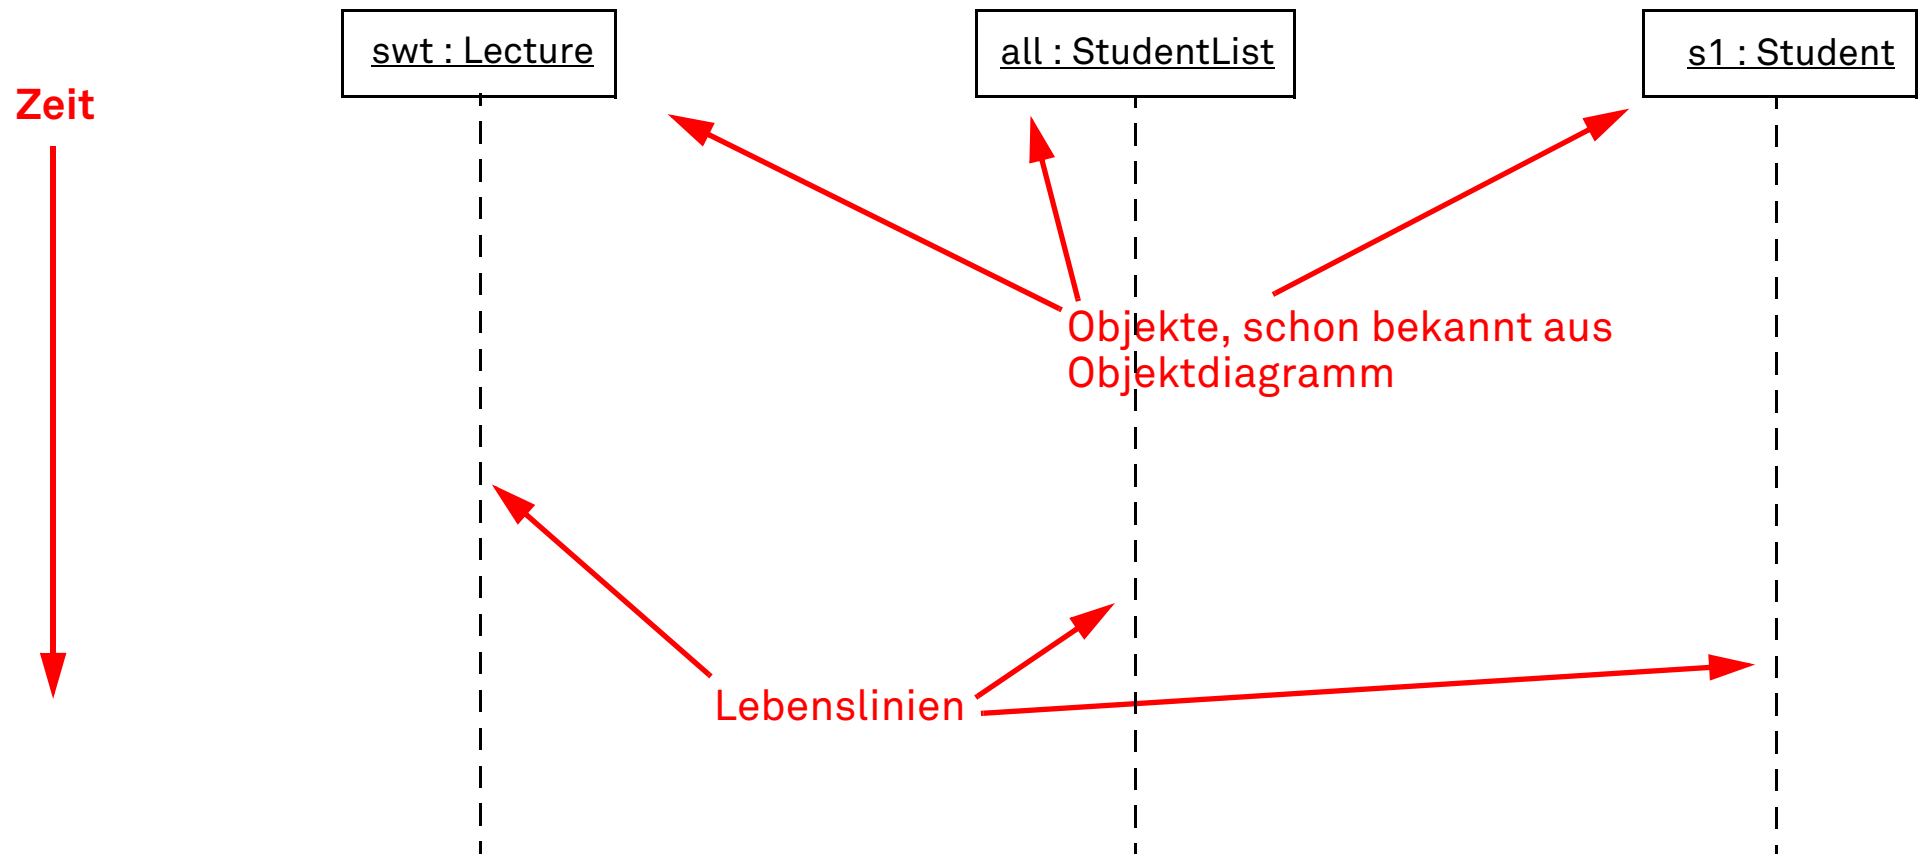 swt : Lecture
all : StudentList
s1 : Student
Zeit
Objekte, schon bekannt aus
Objektdiagramm
Lebenslinien